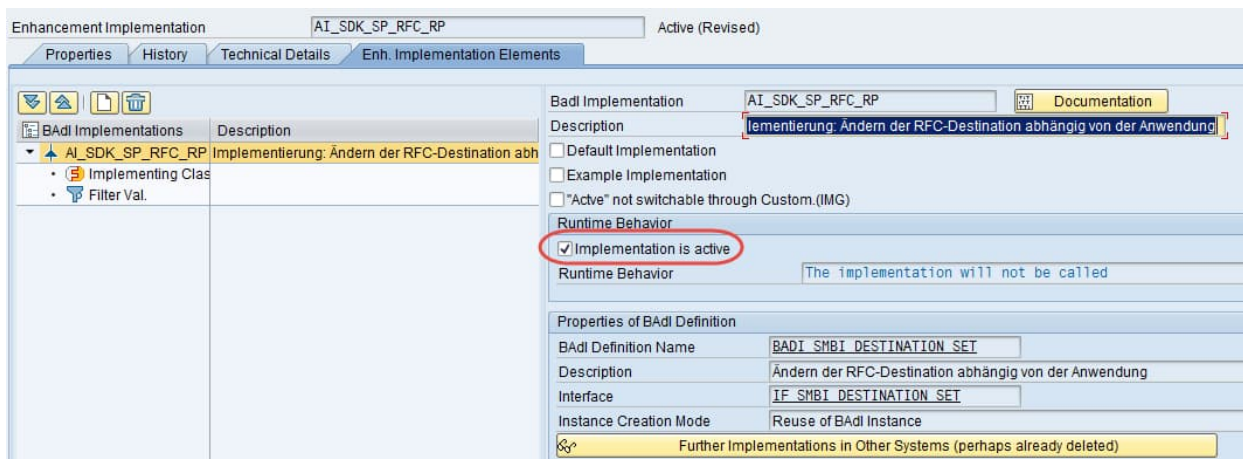 Enhancement Implementation AI_SDK_SP_RFC_RP Active (Revised)
Properties History Technical Details Enh. Implementation Elements
BAdI Implementations Description
AI_SDK_SP_RFC_RP Implementierung: Ändern der RFC-Destination abh
Implementing Clas
Filter Val.
BadI Implementation AI_SDK_SP_RFC_RP Documentation
Description lementierung: Ändern der RFC-Destination abhängig von der Anwendung
Default Implementation
Example Implementation
"Actve" not switchable through Custom.(IMG)
Runtime Behavior
Implementation is active
Runtime Behavior The implementation will not be called
Properties of BAdI Definition
BAdI Definition Name BADI_SMBI_DESTINATION_SET
Description Ändern der RFC-Destination abhängig von der Anwendung
Interface IF_SMBI_DESTINATION_SET
Instance Creation Mode Reuse of BAdI Instance
Further Implementations in Other Systems (perhaps already deleted)